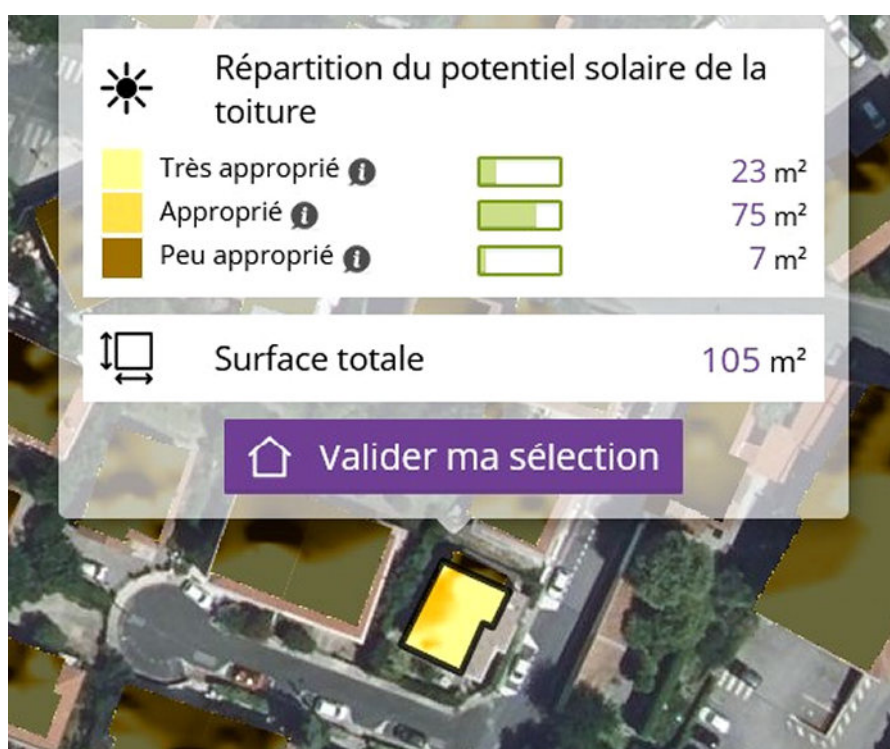 Répartition du potentiel solaire de la
toiture
Très approprié 23 m²
Approprié 75 m²
Peu approprié 7 m²
Surface totale 105 m²
Valider ma sélection